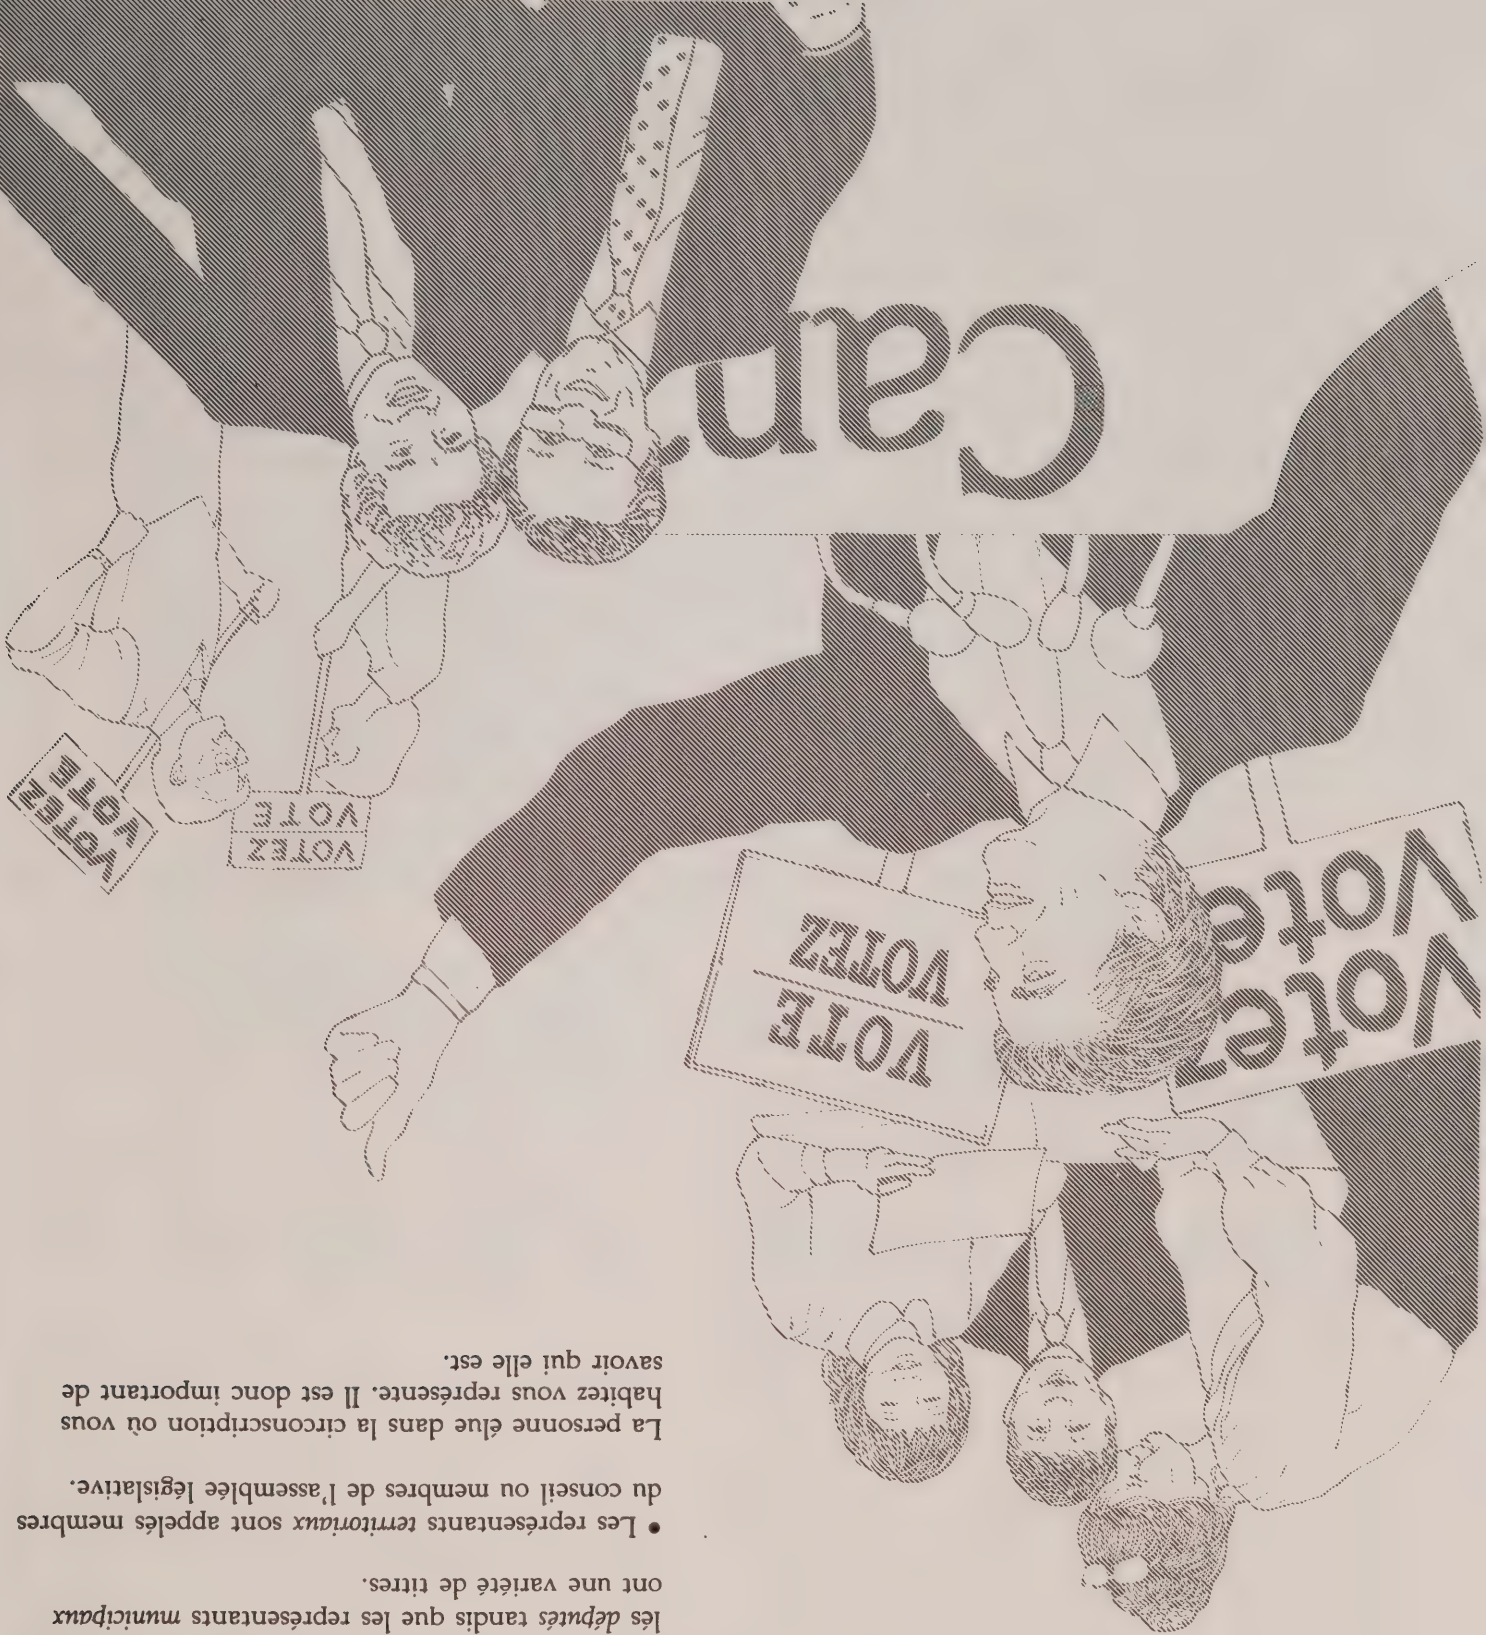 lés députés tandis que les représentants municipaux
ont une variété de titres.
• Les représentants territoriaux sont appelés membres
du conseil ou membres de l'assemblée législative.
La personne élue dans la circonscription où vous
habitez vous représente. Il est donc important de
savoir qui elle est.
Votez
Vote
VOTE
VOTEZ
VOTEZ
VOTE
VOTEZ
VOTE
Can